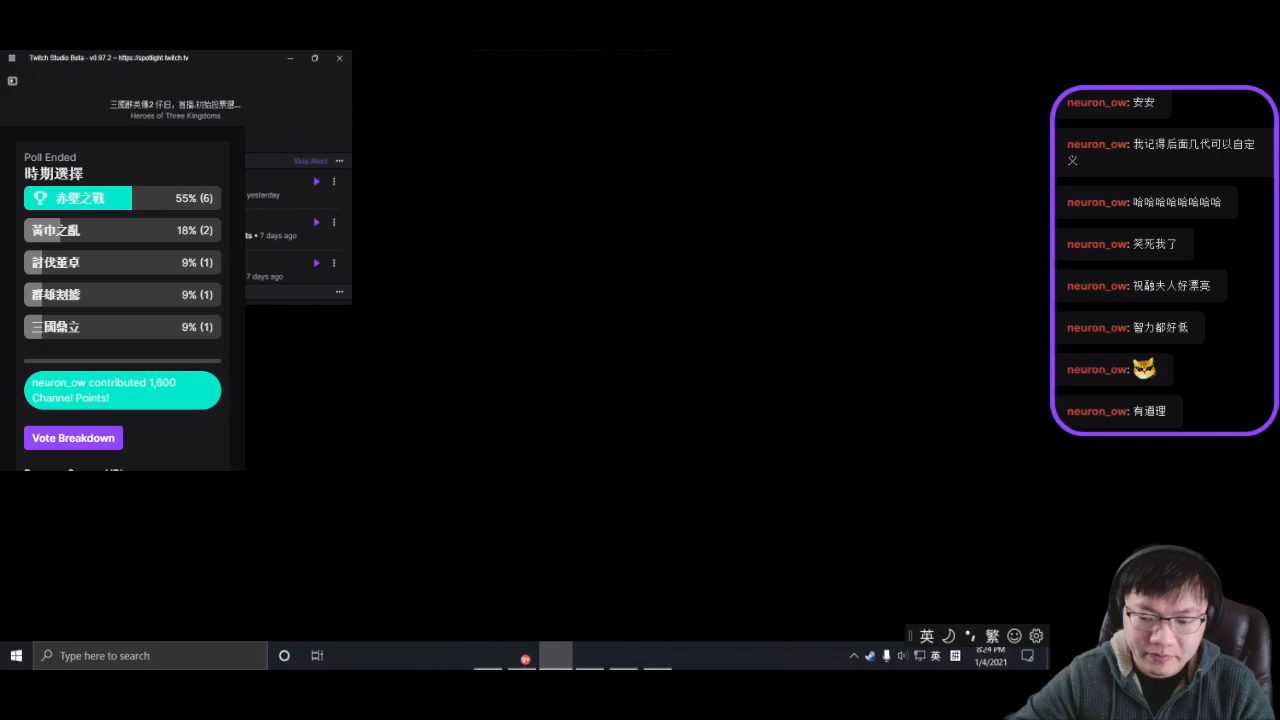 Twitch Studio Beta - v0.97.2 ~ https://spotlight.twitch.tv
三國群英傳2 仔日，首播.初始投票選...
Heroes of Three Kingdoms
Skip Alert
yesterday
ts • 7 days ago
7 days ago
Poll Ended
時期選擇
赤壁之戰 55% (6)
黃巾之亂 18% (2)
討伐董卓 9% (1)
群雄割據 9% (1)
三國鼎立 9% (1)
neuron_ow contributed 1,600
Channel Points!
Vote Breakdown
neuron_ow: 安安
neuron_ow: 我记得后面几代可以自定
义
neuron_ow: 哈哈哈哈哈哈哈哈
neuron_ow: 笑死我了
neuron_ow: 祝融夫人好漂亮
neuron_ow: 智力都好低
neuron_ow:
neuron_ow: 有道理
英 繁
Type here to search
英 拼
8:24 PM
1/4/2021